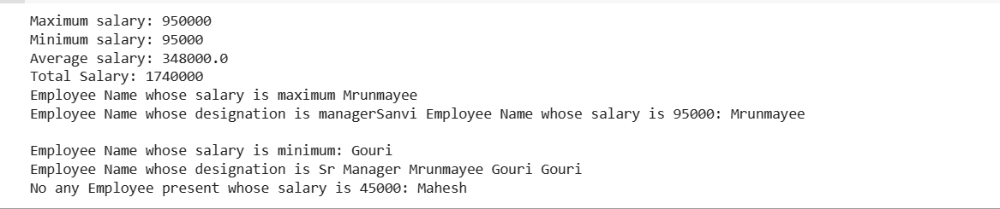 Maximum salary: 950000
Minimum salary: 95000
Average salary: 348000.0
Total Salary: 1740000
Employee Name whose salary is maximum Mrunmayee
Employee Name whose designation is managerSanvi Employee Name whose salary is 95000: Mrunmayee
Employee Name whose salary is minimum: Gouri
Employee Name whose designation is Sr Manager Mrunmayee Gouri Gouri
No any Employee present whose salary is 45000: Mahesh